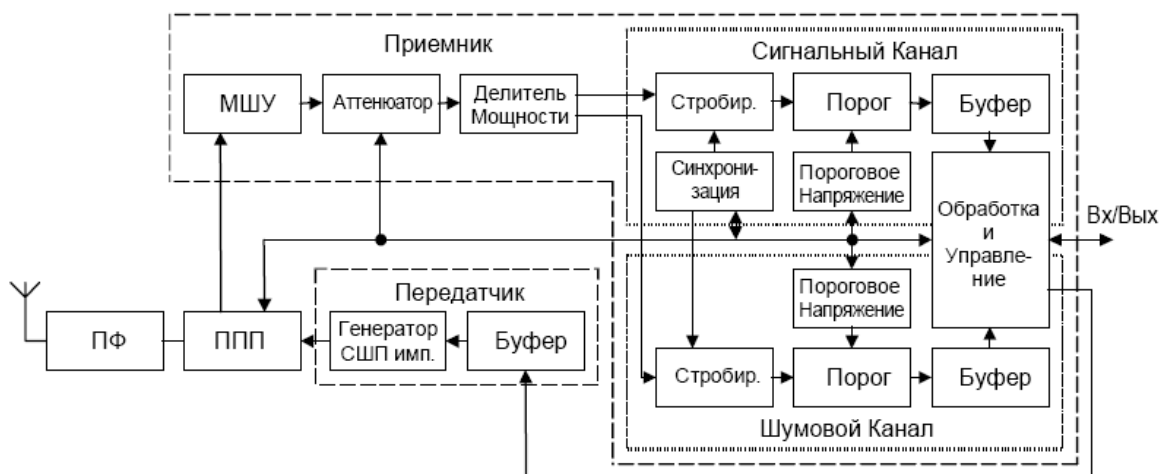 Приемник
Сигнальный Канал
МШУ
Аттенюатор
Делитель
Мощности
Стробир.
Порог
Буфер
Синхрони-
зация
Пороговое
Напряжение
Обработка
и
Управле-
ние
Вх/Вых
Передатчик
Пороговое
Напряжение
ПФ
ППП
Генератор
СШП имп.
Буфер
Стробир.
Порог
Буфер
Шумовой Канал